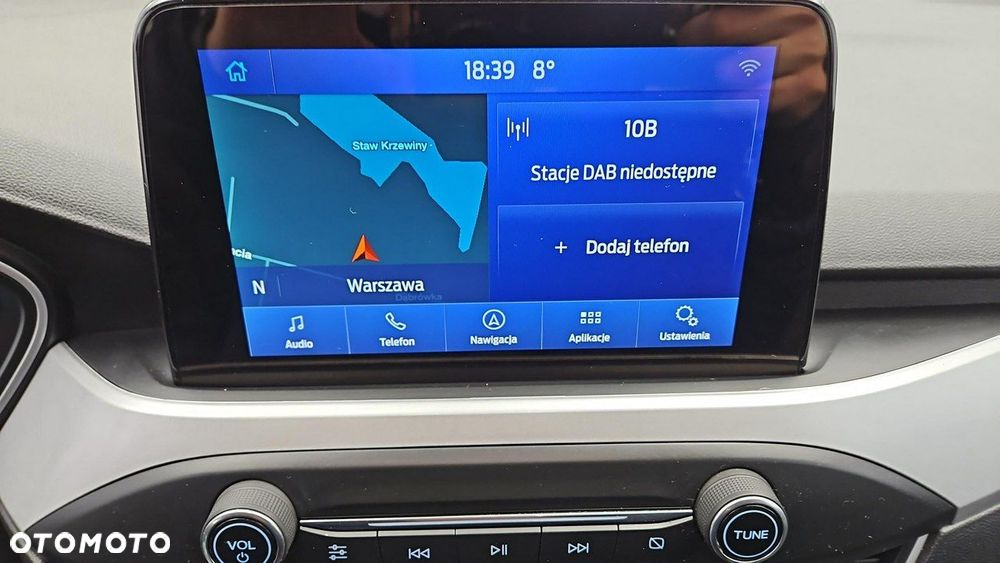 18:39 8°
Staw Krzewiny
cia
N
Warszawa
Dąbrówka
10B
Stacje DAB niedostępne
+ Dodaj telefon
Audio
Telefon
Nawigacja
Aplikacje
Ustawienia
VOL
TUNE
OTOMOTO